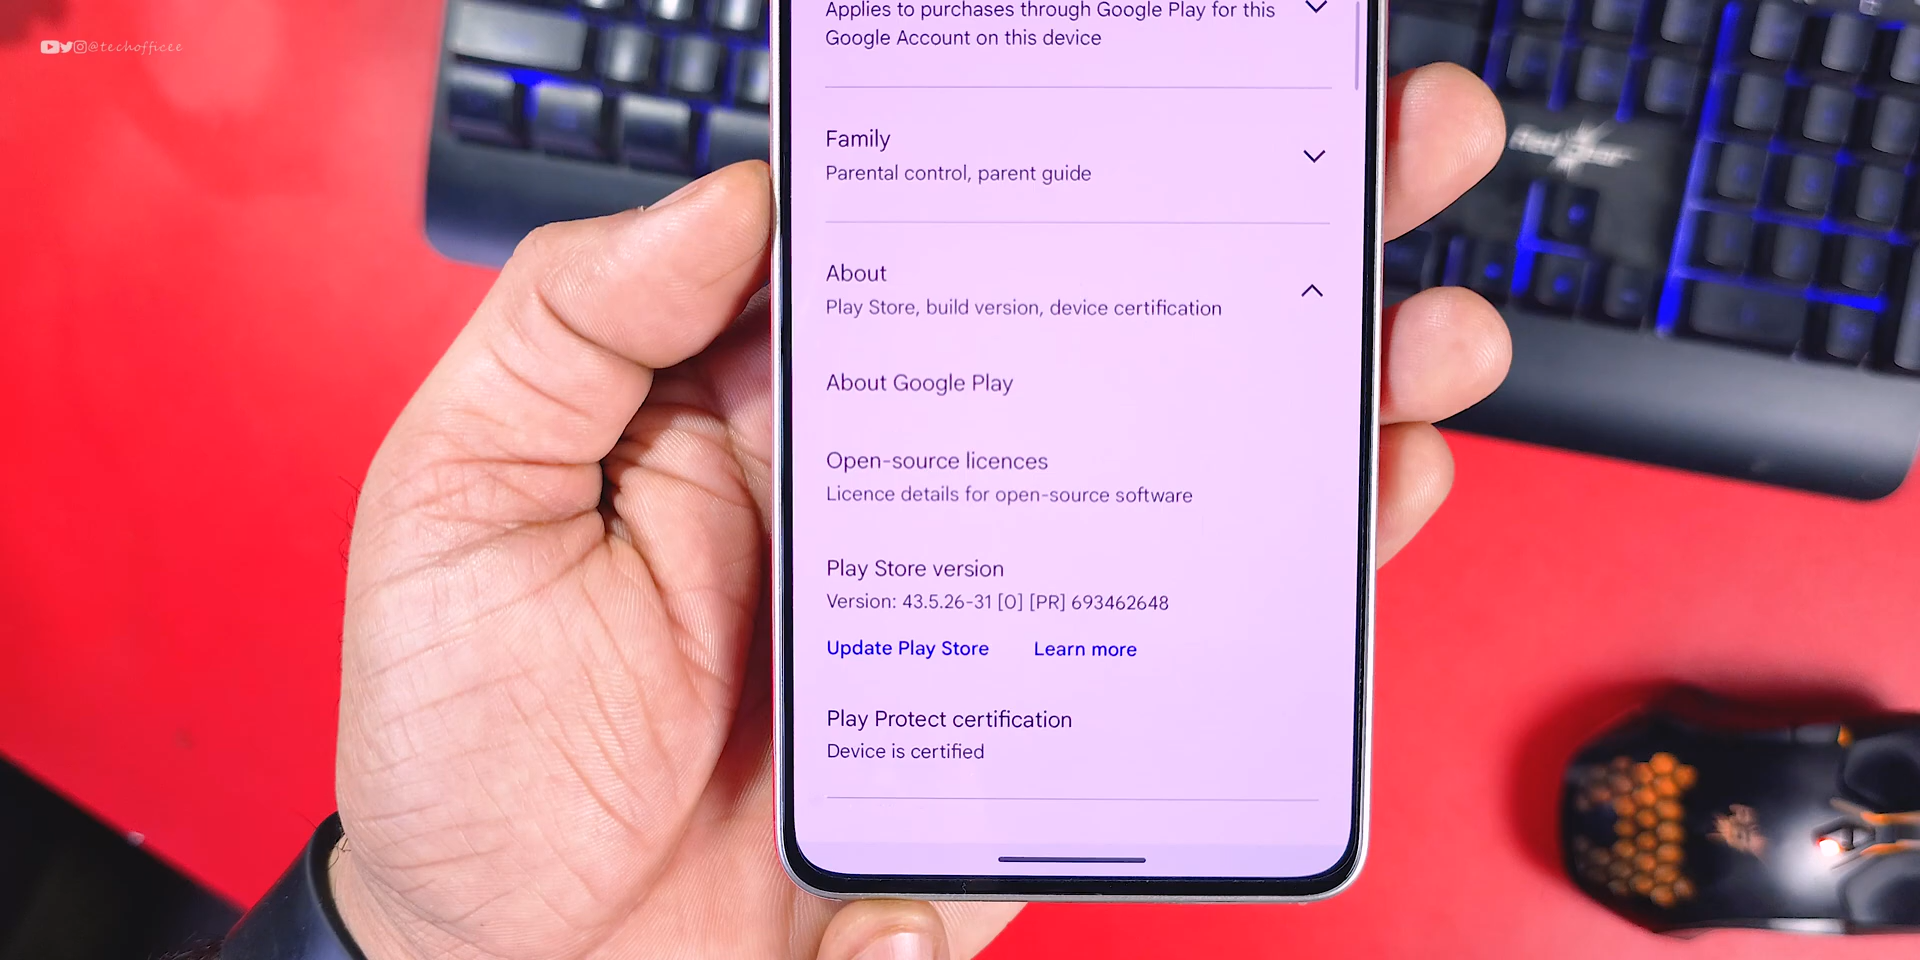 @techofficee
Applies to purchases through Google Play for this
Google Account on this device
Family
Parental control, parent guide
About
Play Store, build version, device certification
About Google Play
Open-source licences
Licence details for open-source software
Play Store version
Version: 43.5.26-31 [0] [PR] 693462648
Update Play Store Learn more
Play Protect certification
Device is certified